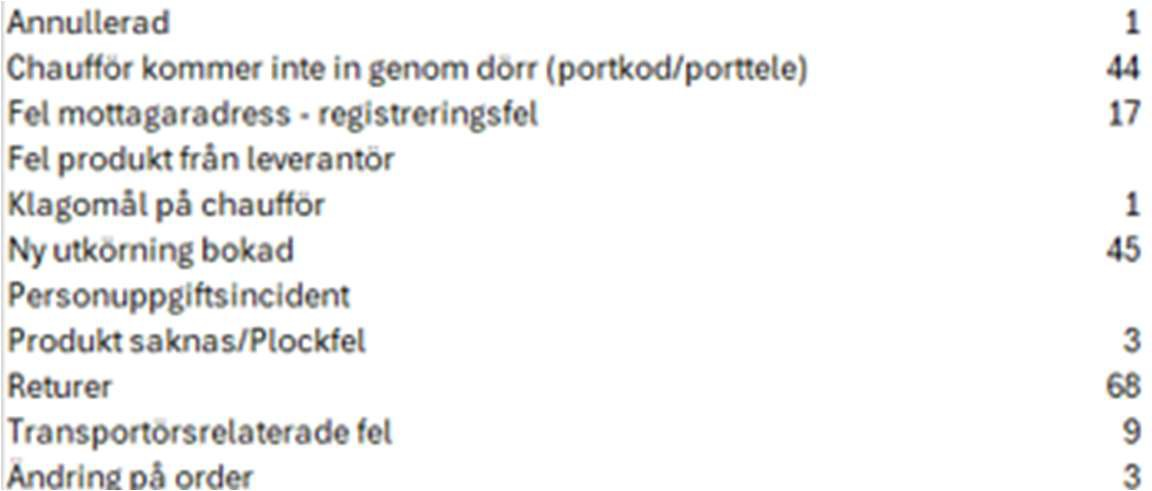 Annullerad 1
Chaufför kommer inte in genom dörr (portkod/porttele) 44
Fel mottagaradress - registreringsfel 17
Fel produkt från leverantör
Klagomål på chaufför 1
Ny utkörning bokad 45
Personuppgiftsincident
Produkt saknas/Plockfel 3
Returer 68
Transportörsrelaterade fel 9
Ändring på order 3